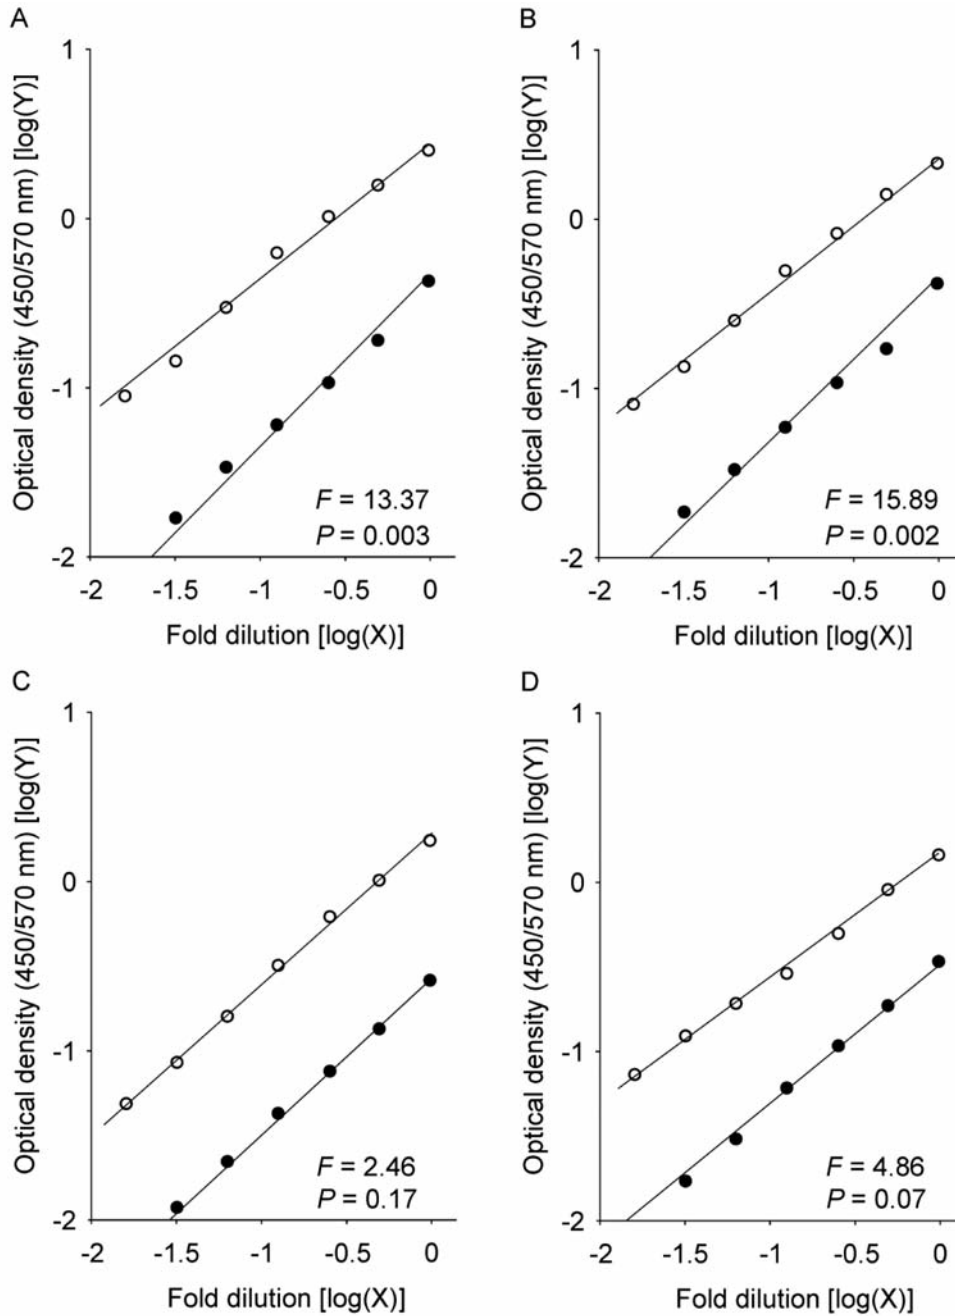 A
Optical density (450/570 nm) [log(Y)]
1
0
-1
-2
F = 13.37
P = 0.003
-2 -1.5 -1 -0.5 0
Fold dilution [log(X)]
B
Optical density (450/570 nm) [log(Y)]
1
0
-1
-2
F = 15.89
P = 0.002
-2 -1.5 -1 -0.5 0
Fold dilution [log(X)]
C
Optical density (450/570 nm) [log(Y)]
1
0
-1
-2
F = 2.46
P = 0.17
-2 -1.5 -1 -0.5 0
Fold dilution [log(X)]
D
Optical density (450/570 nm) [log(Y)]
1
0
-1
-2
F = 4.86
P = 0.07
-2 -1.5 -1 -0.5 0
Fold dilution [log(X)]